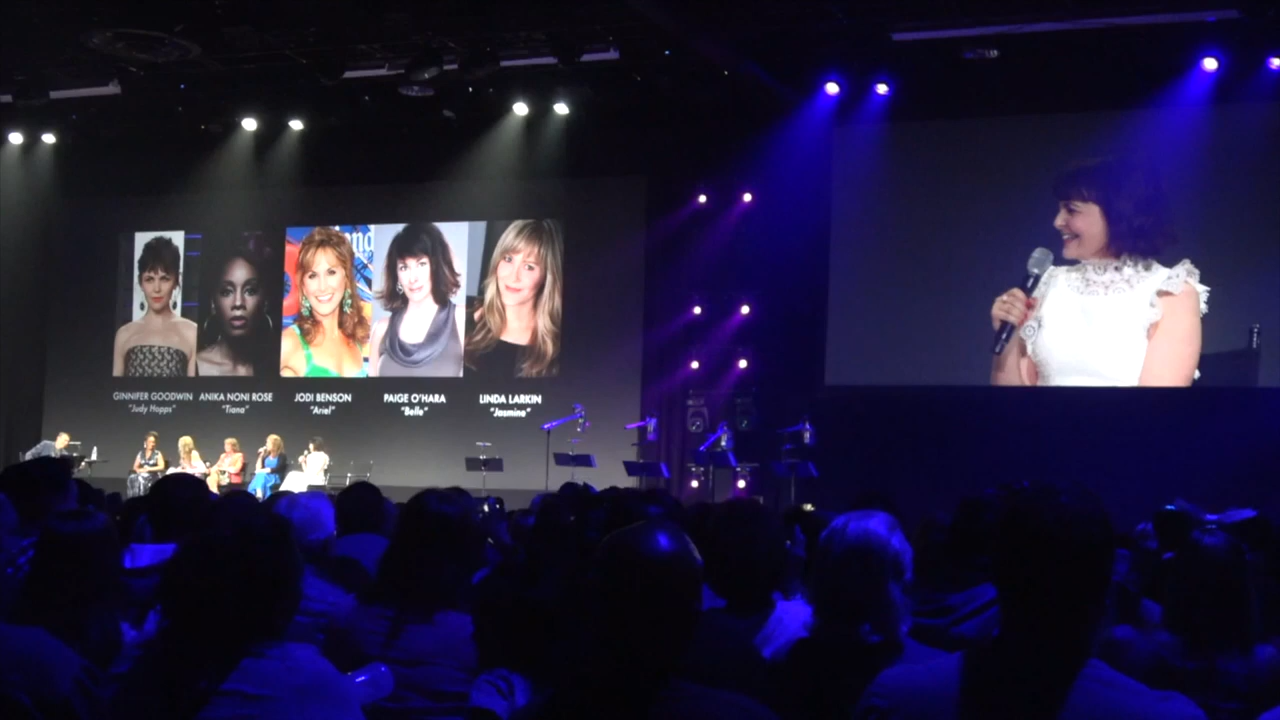 GINNIFER GOODWIN
"Judy Hopps"
ANIKA NONI ROSE
"Tiana"
JODI BENSON
"Ariel"
PAIGE O'HARA
"Belle"
LINDA LARKIN
"Jasmine"